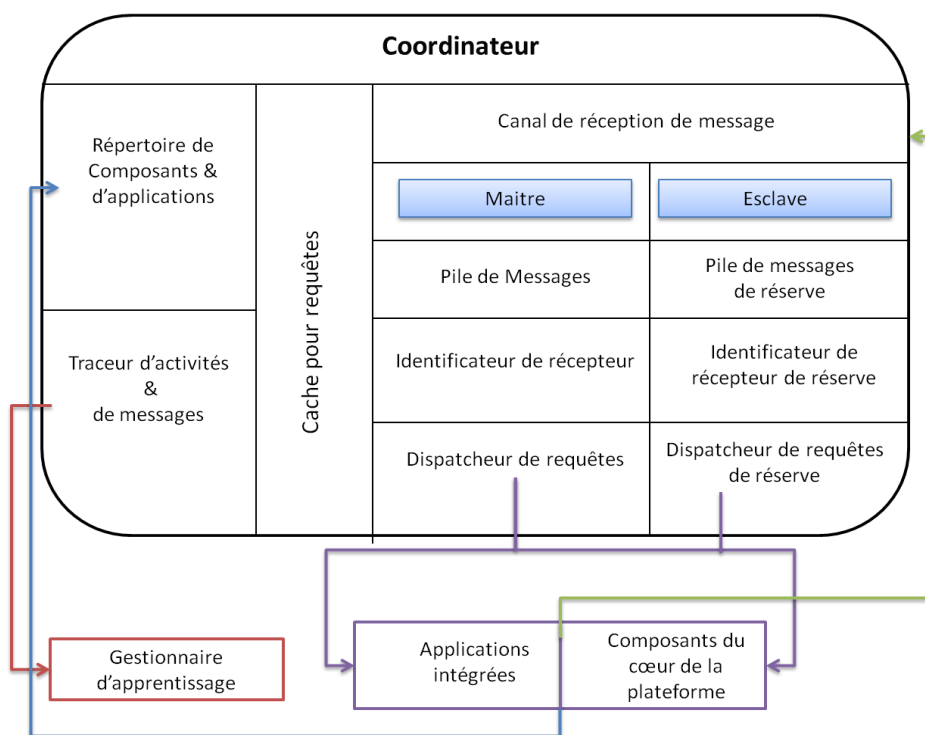 Coordinateur
Répertoire de
Composants &
d'applications
Traceur d'activités
&
de messages
Cache pour requêtes
Canal de réception de message
Maitre
Esclave
Pile de Messages
Pile de messages
de réserve
Identificateur de récepteur
Identificateur de
récepteur de réserve
Dispatcheur de requêtes
Dispatcheur de requêtes
de réserve
Gestionnaire
d'apprentissage
Applications
intégrées
Composants du
cœur de la
plateforme